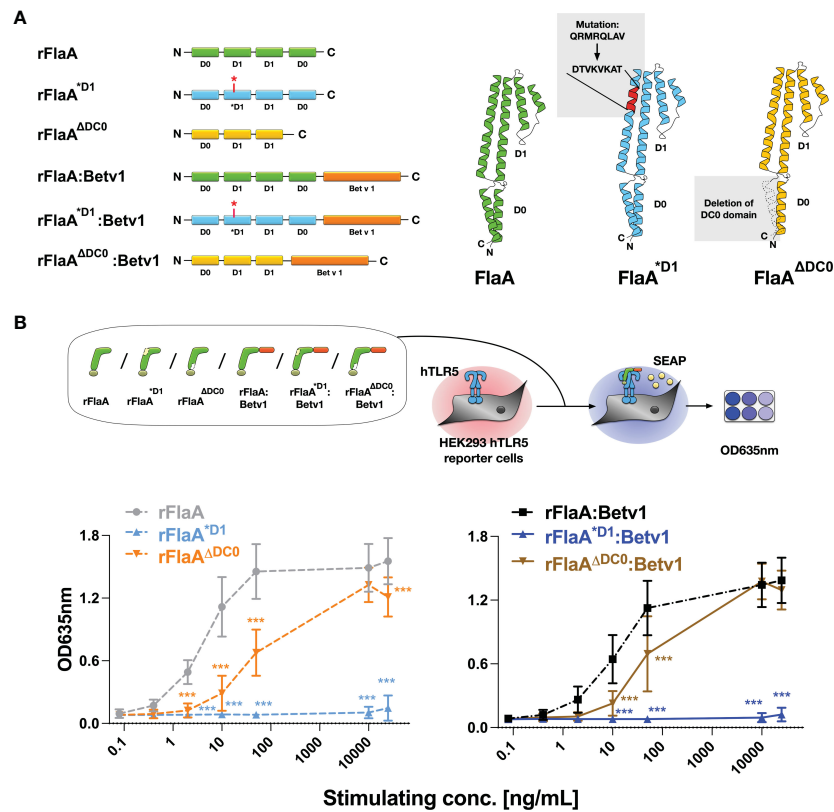 A
rFlaA
N
C
D0 D1 D1 D0
rFlaA*D1
N
*
C
D0 *D1 D1 D0
rFlaAΔDC0
N
C
D0 D1 D1
rFlaA:Betv1
N
C
D0 D1 D1 D0 Bet v 1
rFlaA*D1:Betv1
N
*
C
D0 *D1 D1 D0 Bet v 1
rFlaAΔDC0:Betv1
N
C
D0 D1 D1 Bet v 1
Mutation:
QRMRQLAV
DTVKVKAT
D1
D0
C
N
FlaA
D1
D0
C
N
FlaA*D1
D1
D0
Deletion of
DC0 domain
C
N
FlaAΔDC0
B
/ / / / /
rFlaA
rFlaA*D1
rFlaAΔDC0
rFlaA:
Betv1
rFlaA*D1:
Betv1
rFlaAΔDC0:
Betv1
hTLR5
HEK293 hTLR5
reporter cells
SEAP
OD635nm
rFlaA
rFlaA*D1
rFlaAΔDC0
OD635nm
1.8
1.2
0.6
0.0
***
***
***
***
***
***
***
***
***
0.1 1 10 100 1000 10000
rFlaA:Betv1
rFlaA*D1:Betv1
rFlaAΔDC0:Betv1
1.8
1.2
0.6
0.0
***
***
***
***
***
***
0.1 1 10 100 1000 10000
Stimulating conc. [ng/mL]